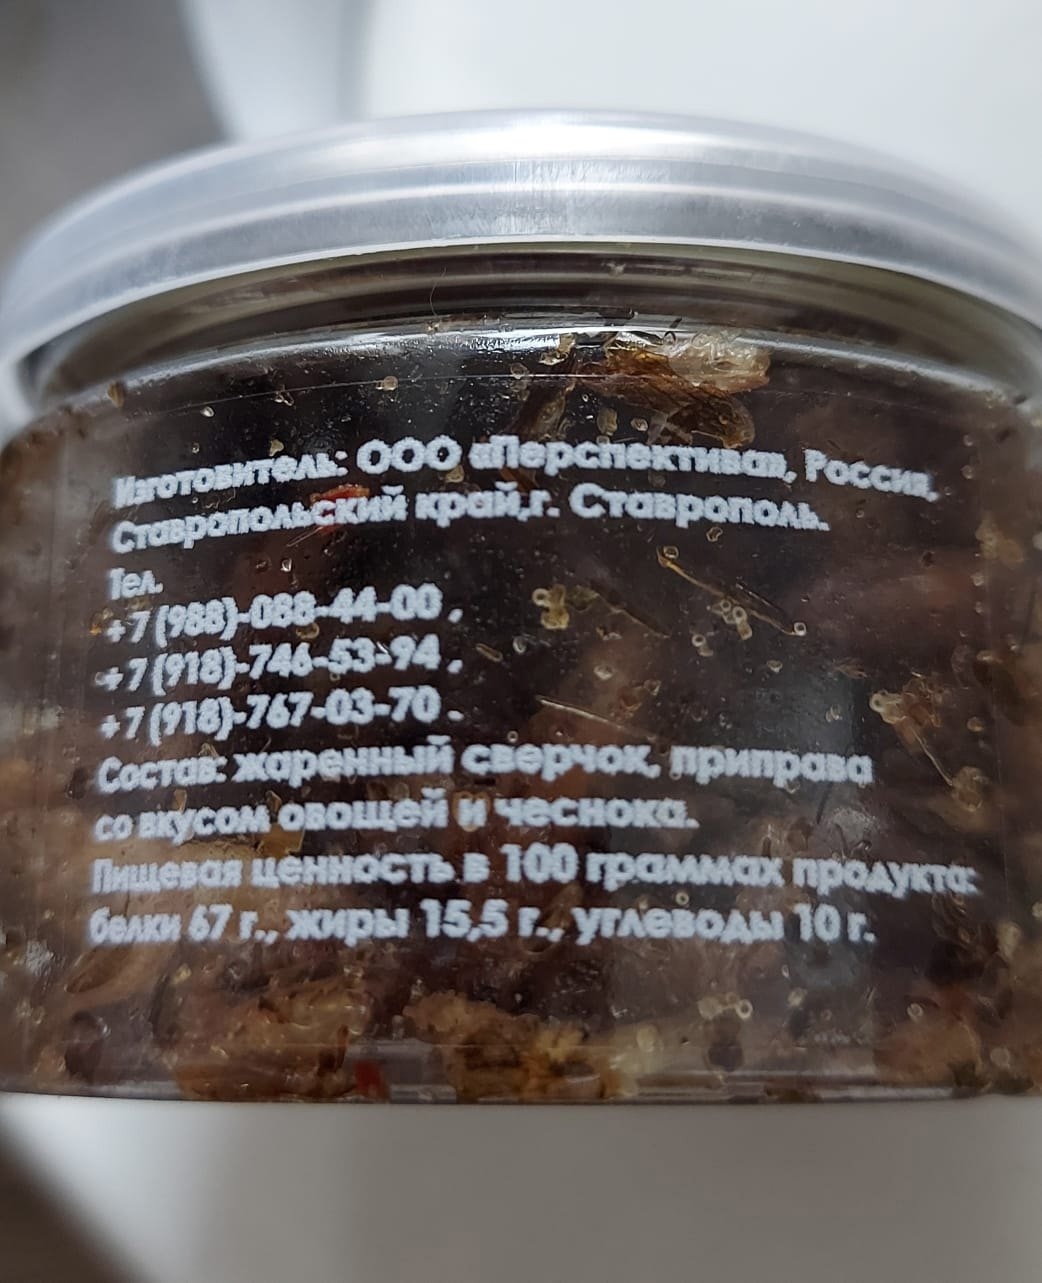 Изготовитель: ООО «Перспектива», Россия,
Ставропольский край,г. Ставрополь.
Тел.
+7 (988)-088-44-00 ,
+7 (918)-746-53-94 ,
+7 (918)-767-03-70 .
Состав: жаренный сверчок, приправа
со вкусом овощей и чеснока.
Пищевая ценность в 100 граммах продукта:
белки 67 г., жиры 15,5 г., углеводы 10 г.